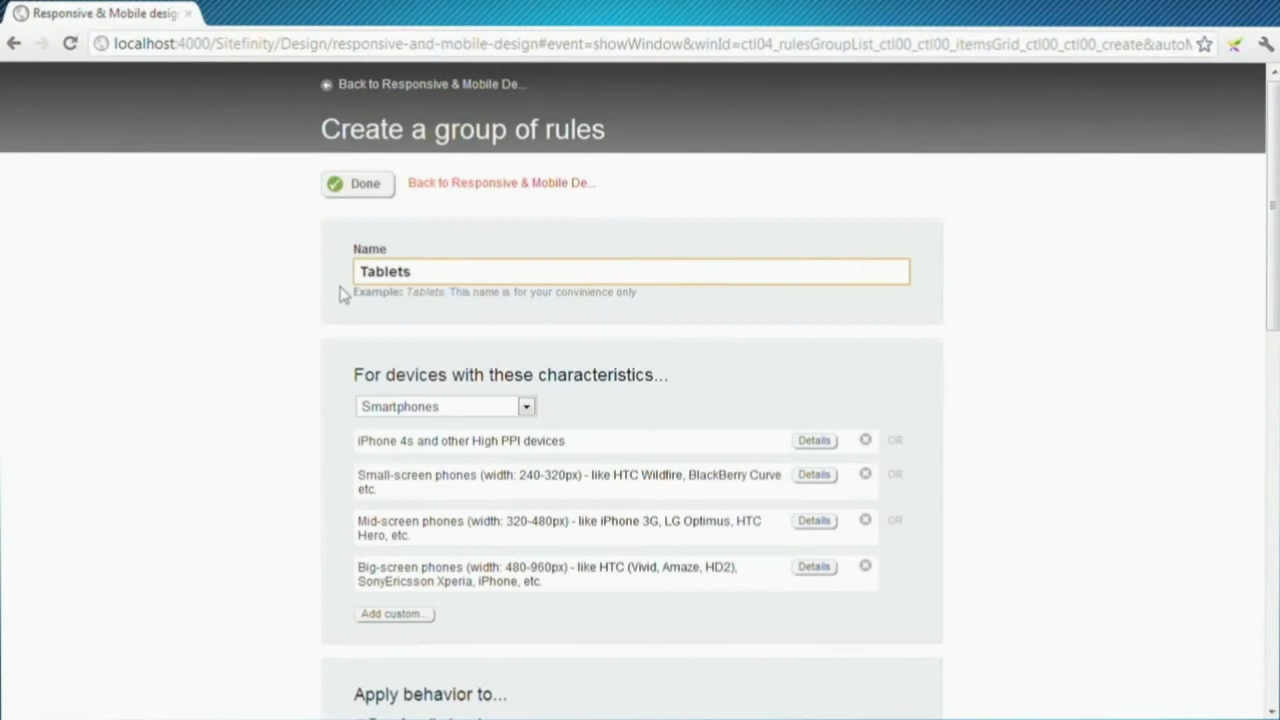 Responsive & Mobile desig
localhost:4000/Sitefinity/Design/responsive-and-mobile-design#event=showWindow&winId=ctl04_rulesGroupList_ctl00_ctl00_itemsGrid_ctl00_ctl00_create&autoM
Back to Responsive & Mobile De...
Create a group of rules
Done Back to Responsive & Mobile De...
Name
Tablets
Example: Tablets. This name is for your convinience only
For devices with these characteristics...
Smartphones
iPhone 4s and other High PPI devices Details OR
Small-screen phones (width: 240-320px) - like HTC Wildfire, BlackBerry Curve Details OR
etc.
Mid-screen phones (width: 320-480px) - like iPhone 3G, LG Optimus, HTC Details OR
Hero, etc.
Big-screen phones (width: 480-960px) - like HTC (Vivid, Amaze, HD2), Details
SonyEricsson Xperia, iPhone, etc.
Add custom...
Apply behavior to...